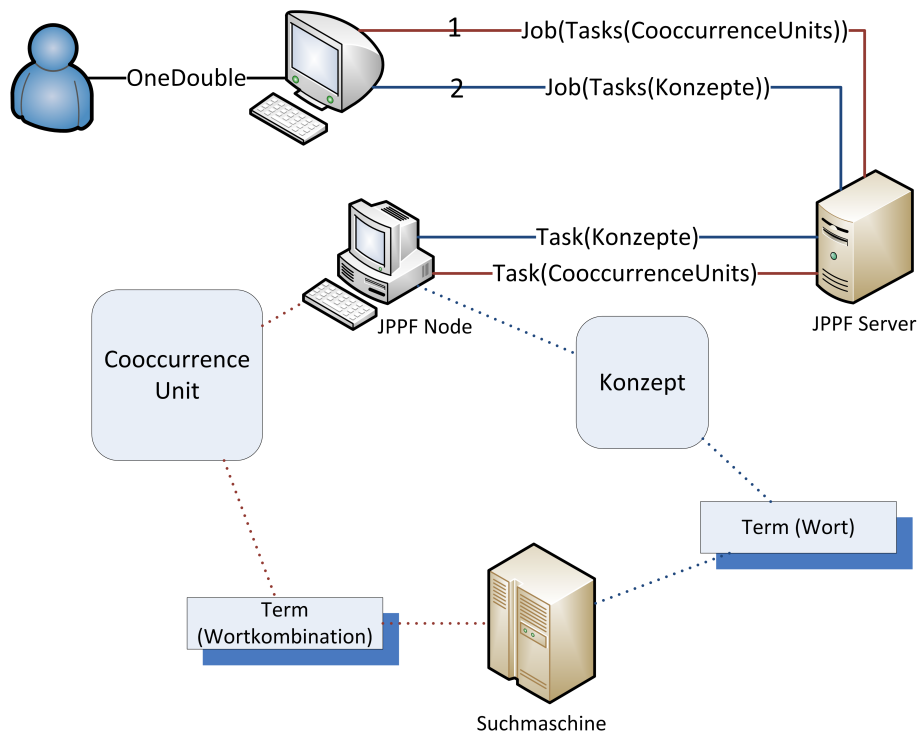 1
Job(Tasks(CooccurrenceUnits))
OneDouble
2
Job(Tasks(Konzepte))
Task(Konzepte)
Task(CooccurrenceUnits)
JPPF Node
JPPF Server
Cooccurrence
Unit
Konzept
Term (Wort)
Term
(Wortkombination)
Suchmaschine